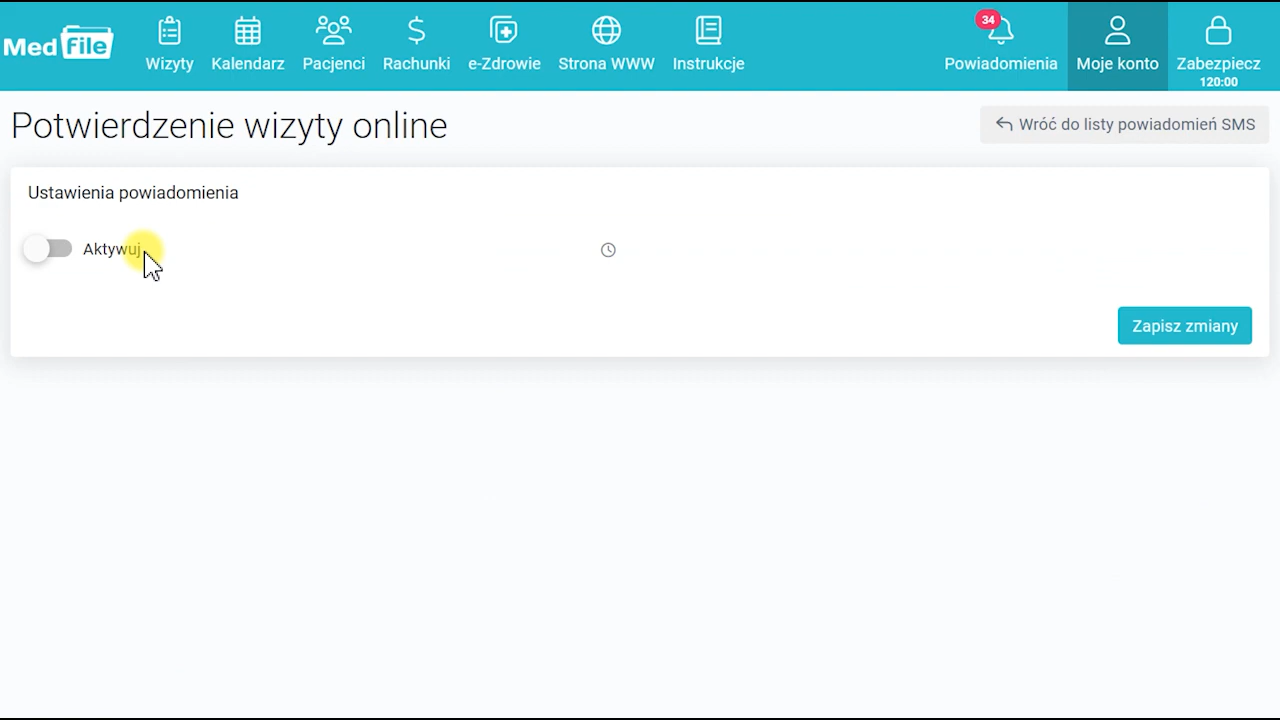 Med File
Wizyty Kalendarz Pacjenci Rachunki e-Zdrowie Strona WWW Instrukcje 34 Powiadomienia Moje konto Zabezpiecz
120:00
Potwierdzenie wizyty online
Wróć do listy powiadomień SMS
Ustawienia powiadomienia
Aktywuj
Zapisz zmiany